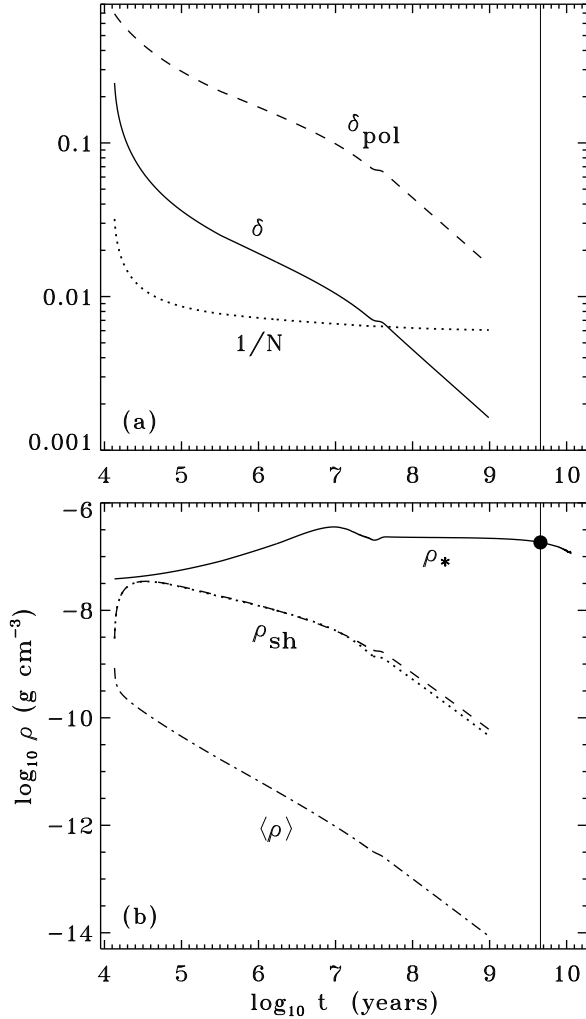 δpol
0.1
δ
0.01
1/N
(a)
0.001
4 5 6 7 8 9 10
−6
ρ*
−8
ρsh
log₁₀ ρ (g cm⁻³)
−10
−12
⟨ρ⟩
(b)
−14
4 5 6 7 8 9 10
log₁₀ t (years)